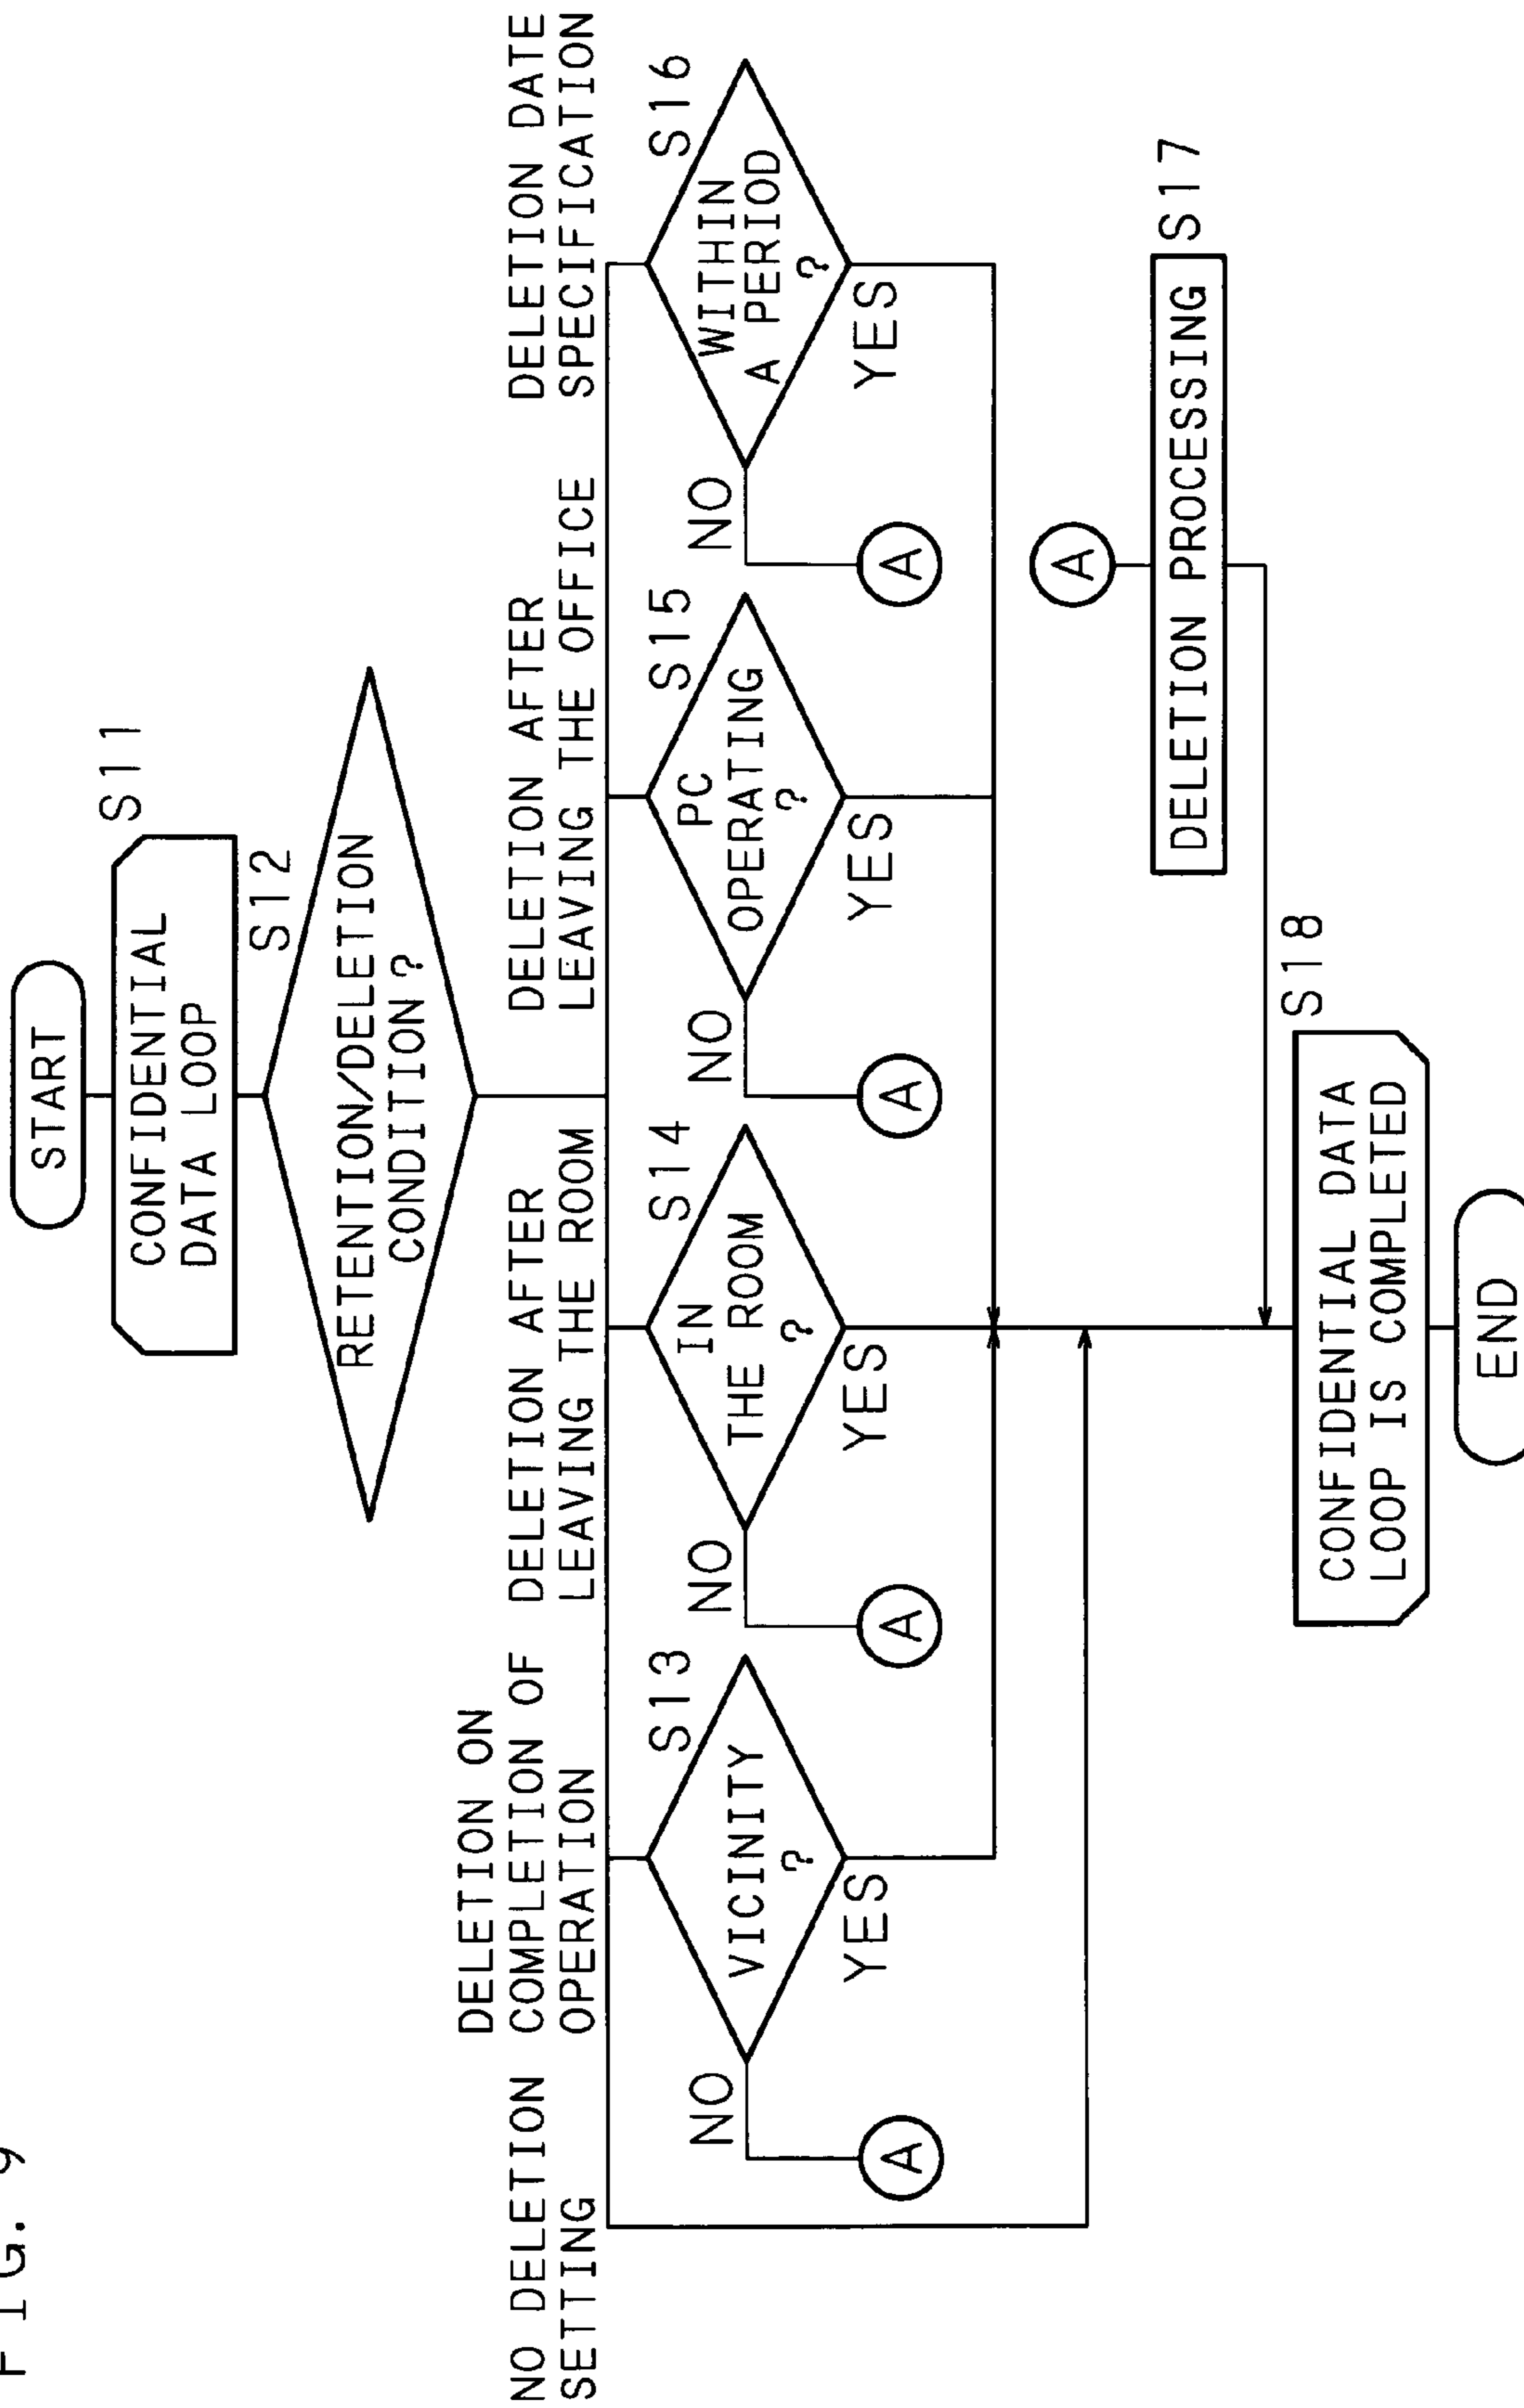 FIG. 9
START
CONFIDENTIAL
DATA LOOP
S11
S12
RETENTION/DELETION
CONDITION?
NO DELETION
SETTING
DELETION ON
COMPLETION OF
OPERATION
DELETION AFTER
LEAVING THE ROOM
DELETION AFTER
LEAVING THE OFFICE
DELETION DATE
SPECIFICATION
S13
VICINITY
?
NO
YES
A
S14
IN
THE ROOM
?
NO
YES
A
S15
PC
OPERATING
?
NO
YES
A
S16
WITHIN
A PERIOD
?
NO
YES
A
A
DELETION PROCESSING
S17
S18
CONFIDENTIAL DATA
LOOP IS COMPLETED
END